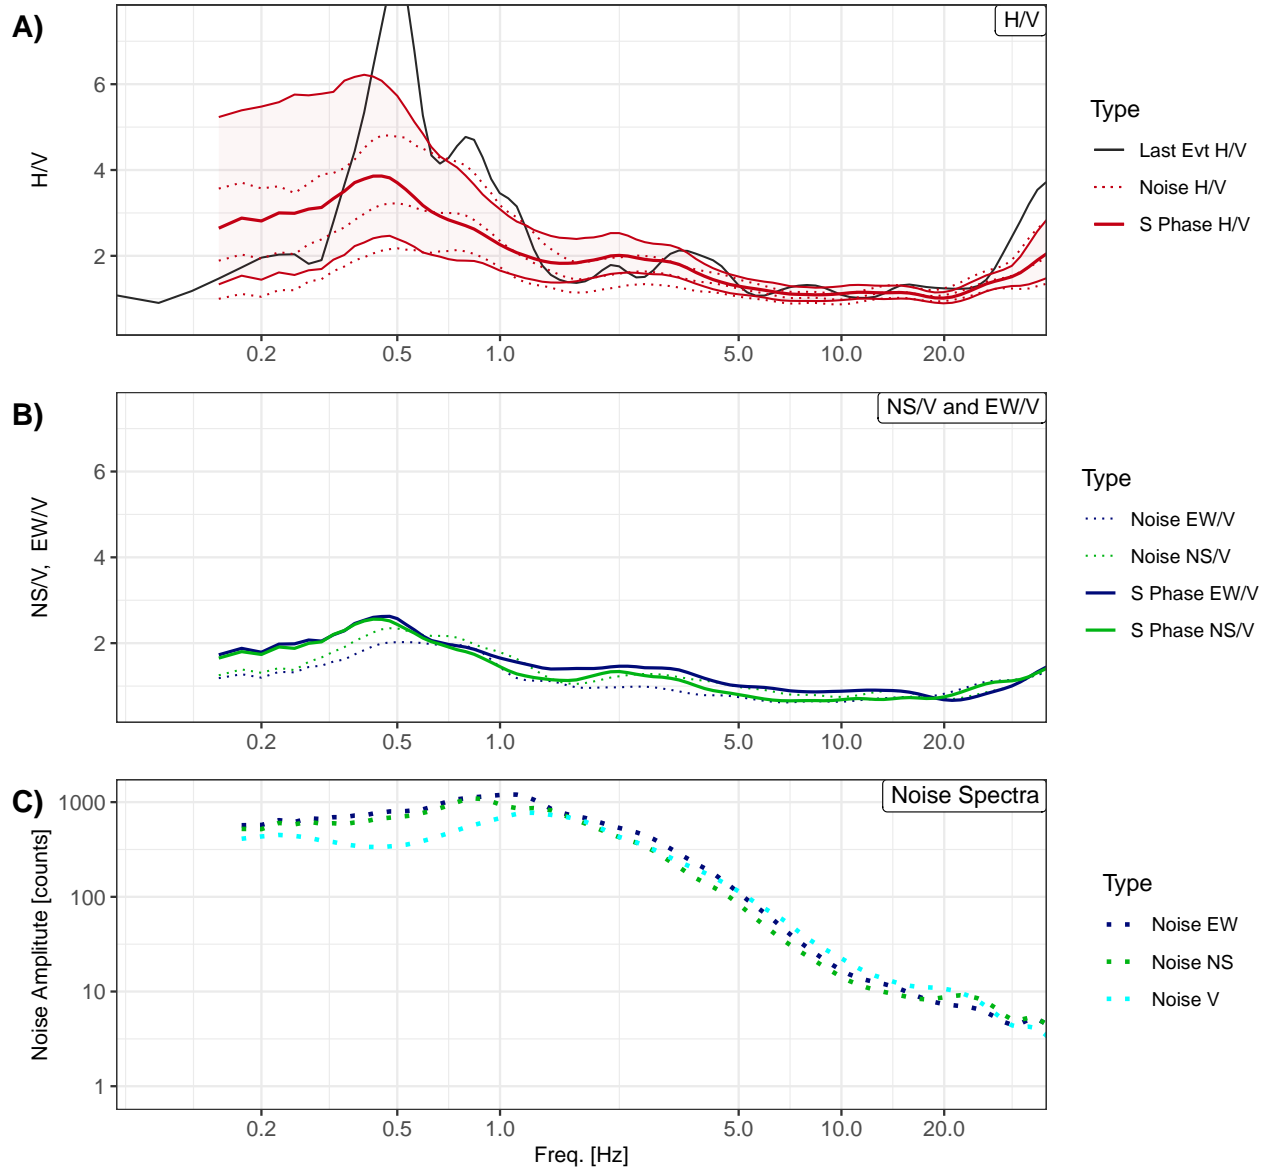 A)
H/V
6
4
2
H/V
0.2
0.5
1.0
5.0
10.0
20.0
Type
Last Evt H/V
Noise H/V
S Phase H/V
B)
NS/V and EW/V
6
4
2
NS/V,  EW/V
0.2
0.5
1.0
5.0
10.0
20.0
Type
Noise EW/V
Noise NS/V
S Phase EW/V
S Phase NS/V
C)
Noise Spectra
1000
100
10
1
Noise Amplitute [counts]
0.2
0.5
1.0
5.0
10.0
20.0
Freq. [Hz]
Type
Noise EW
Noise NS
Noise V